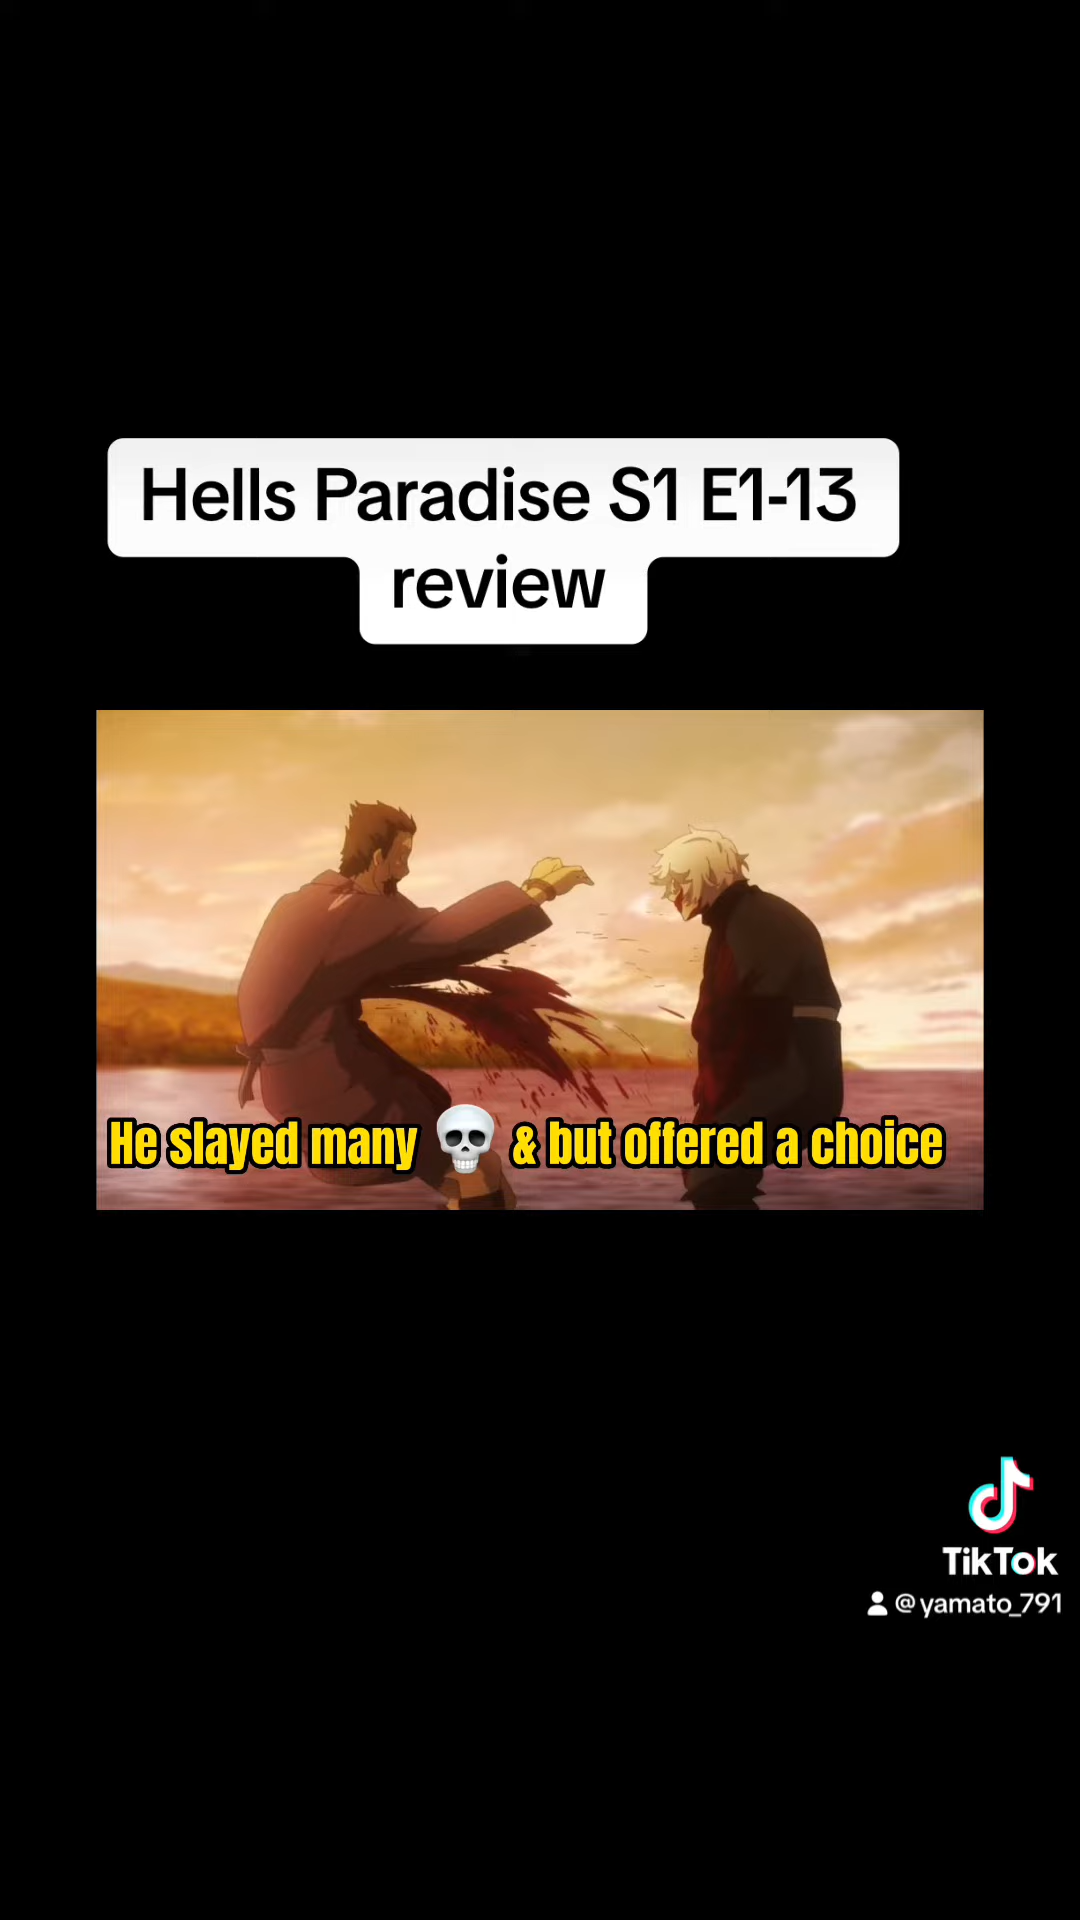 Hells Paradise S1 E1-13
review
He slayed many 💀 & but offered a choice
TikTok
@yamato_791